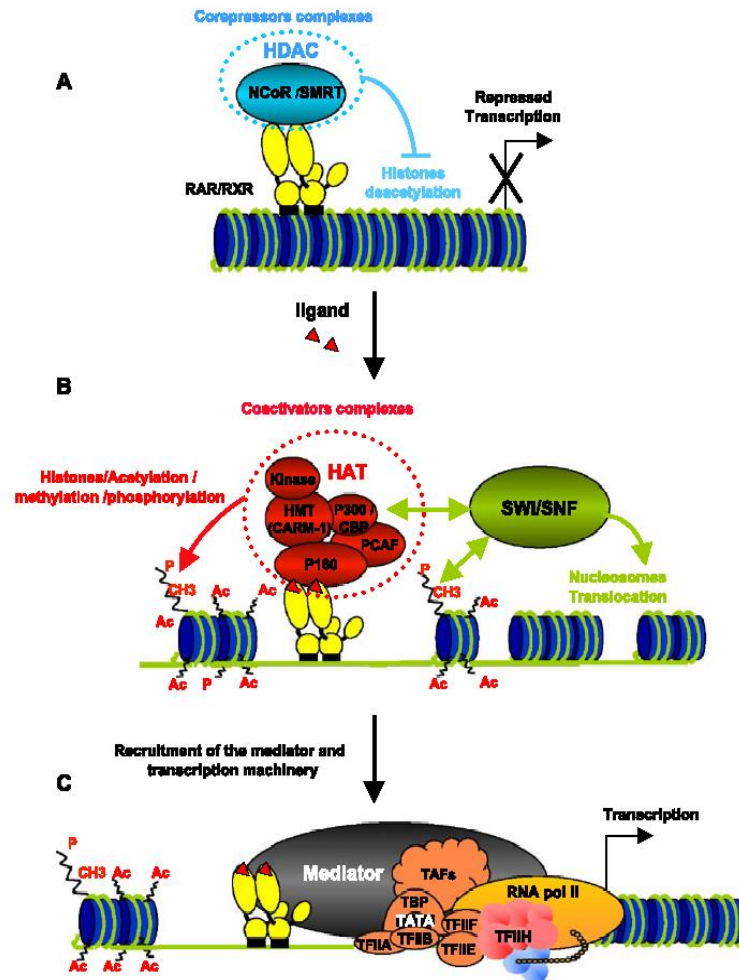 Corepressors complexes
HDAC
A
NCoR /SMRT
Repressed
Transcription
RAR/RXR
Histones
deacetylation
ligand
B
Coactivators complexes
Histones/Acetylation /
methylation /phosphorylation
HAT
Kinase
HMT
(CARM-1)
P300 /
CBP
PCAF
P160
SWI/SNF
Nucleosomes
Translocation
P
CH3
Ac
Ac
Ac
Ac
P
Ac
P
CH3
Ac
Ac
Ac
Recruitment of the mediator and
transcription machinery
C
Transcription
P
CH3
Ac
Ac
Ac
Ac
Ac
Mediator
TAFs
RNA pol II
TBP
TATA
TFIIA
TFIIB
TFIIF
TFIIE
TFIIH